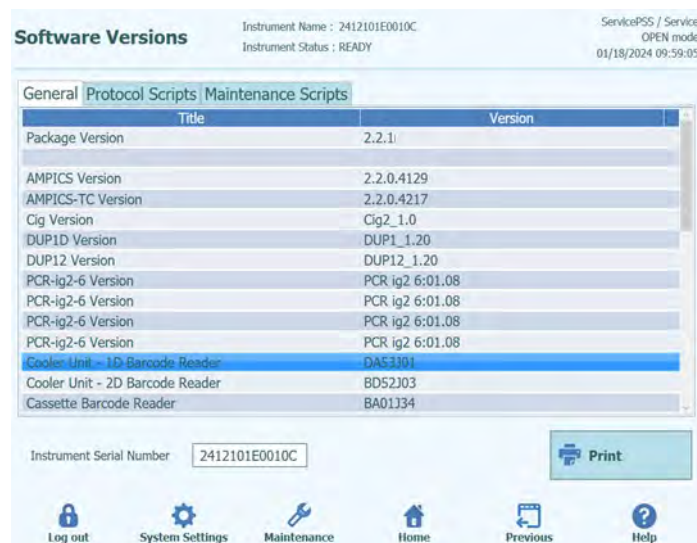 Software Versions
Instrument Name : 2412101E0010C
Instrument Status : READY
ServicePSS / Service
OPEN mode
01/18/2024 09:59:05
General Protocol Scripts Maintenance Scripts
Title Version
Package Version 2.2.1
AMPICS Version 2.2.0.4129
AMPICS-TC Version 2.2.0.4217
Cig Version Cig2_1.0
DUP1D Version DUP1_1.20
DUP12 Version DUP12_1.20
PCR-ig2-6 Version PCR ig2 6:01.08
PCR-ig2-6 Version PCR ig2 6:01.08
PCR-ig2-6 Version PCR ig2 6:01.08
PCR-ig2-6 Version PCR ig2 6:01.08
Cooler Unit - 1D Barcode Reader DA53J01
Cooler Unit - 2D Barcode Reader BD52J03
Cassette Barcode Reader BA01J34
Instrument Serial Number 2412101E0010C
Print
Log out System Settings Maintenance Home Previous Help